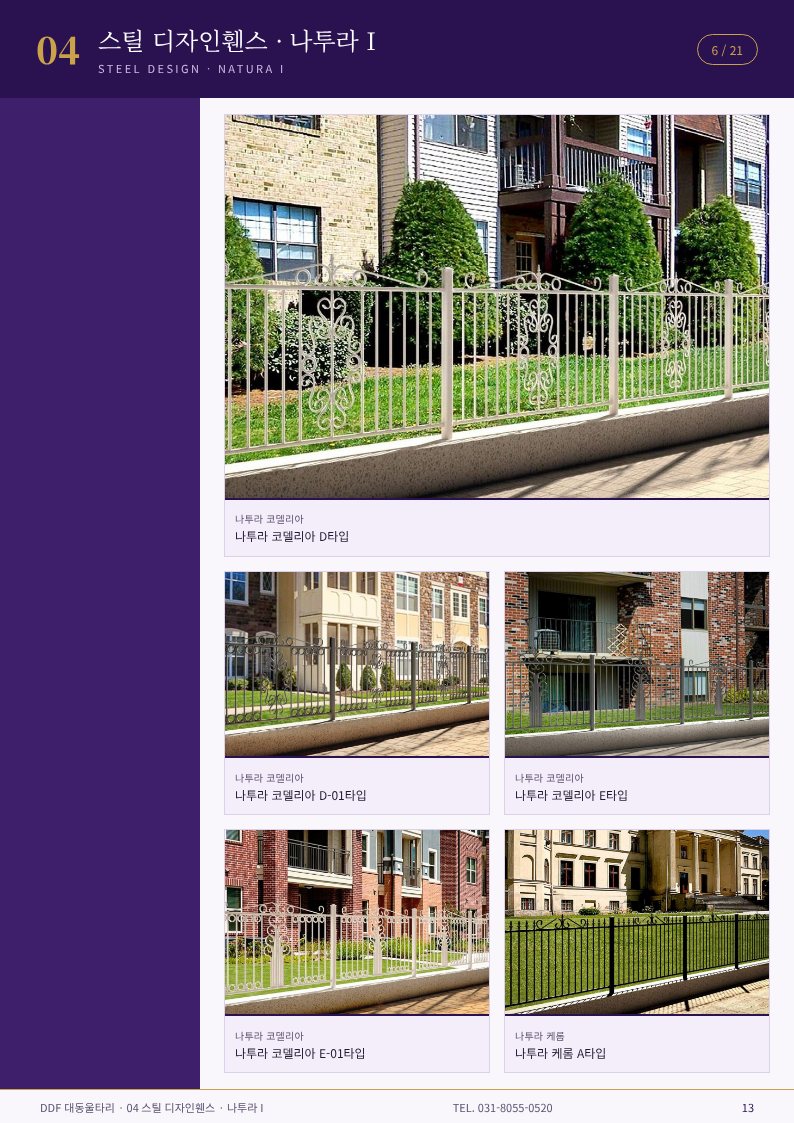 04
스틸 디자인휀스 · 나투라 I
STEEL DESIGN · NATURA I
6 / 21
나투라 코델리아
나투라 코델리아 D타입
나투라 코델리아
나투라 코델리아 D-01타입
나투라 코델리아
나투라 코델리아 E타입
나투라 코델리아
나투라 코델리아 E-01타입
나투라 케롬
나투라 케롬 A타입
DDF 대동울타리 · 04 스틸 디자인휀스 · 나투라 I
TEL. 031-8055-0520
13